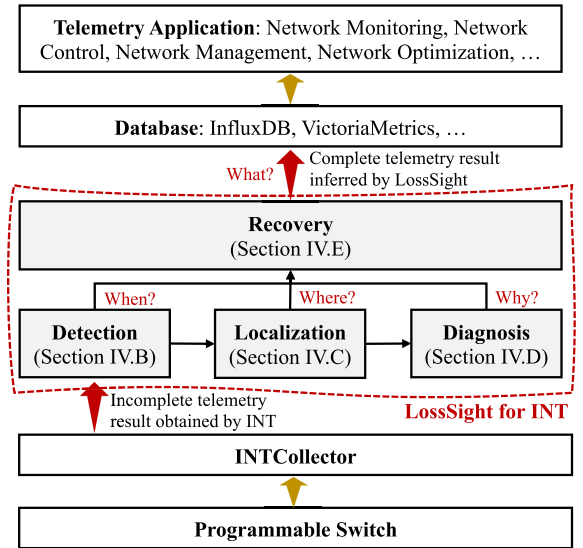 Telemetry Application: Network Monitoring, Network
Control, Network Management, Network Optimization, …
Database: InfluxDB, VictoriaMetrics, …
What?
Complete telemetry result
inferred by LossSight
Recovery
(Section IV.E)
When?
Where?
Why?
Detection
(Section IV.B)
Localization
(Section IV.C)
Diagnosis
(Section IV.D)
Incomplete telemetry
result obtained by INT
LossSight for INT
INTCollector
Programmable Switch